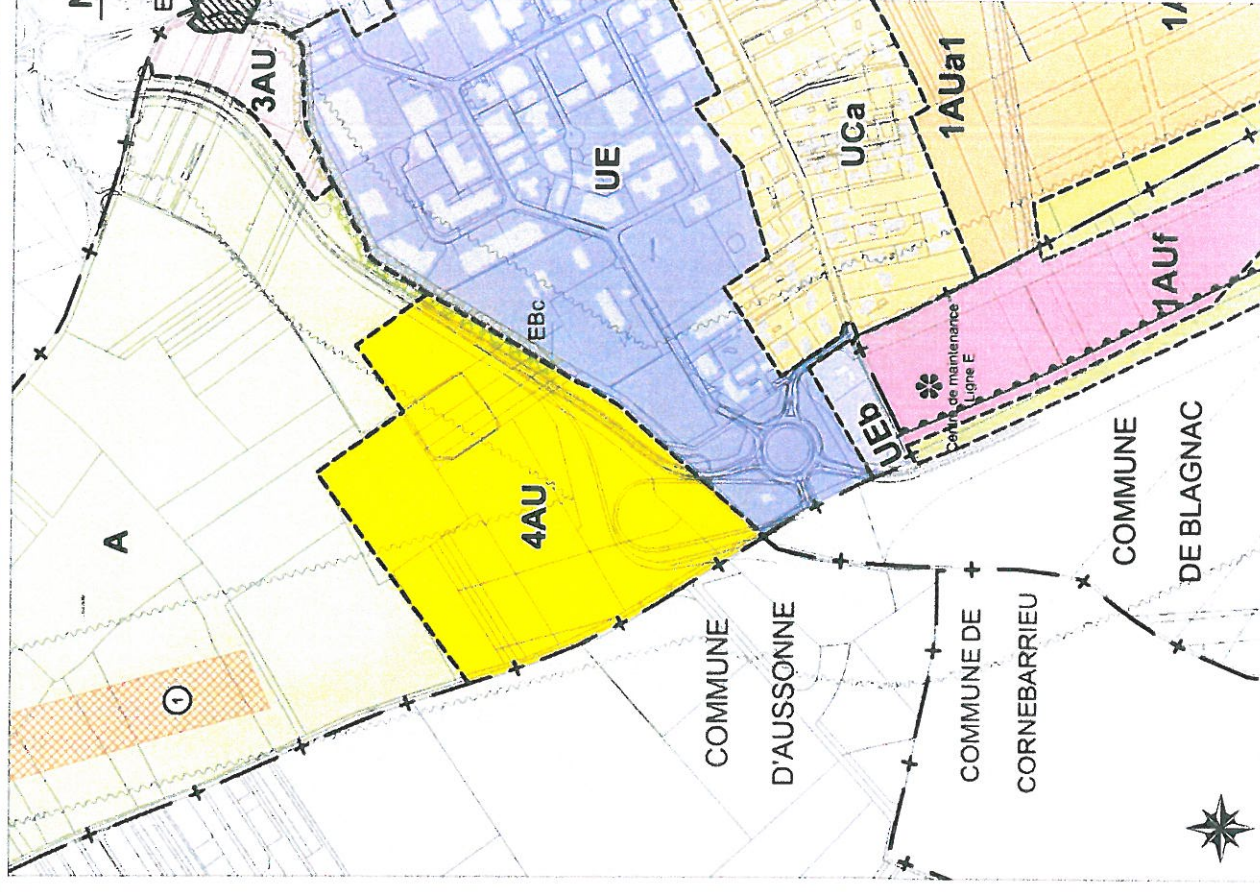 3AU
UE
UCa
1AUa1
A
EBc
4AU
1AUf
Centre de maintenance
Ligne E
UEb
1
COMMUNE
D'AUSSONNE
COMMUNE DE
CORNEBARRIEU
COMMUNE
DE BLAGNAC